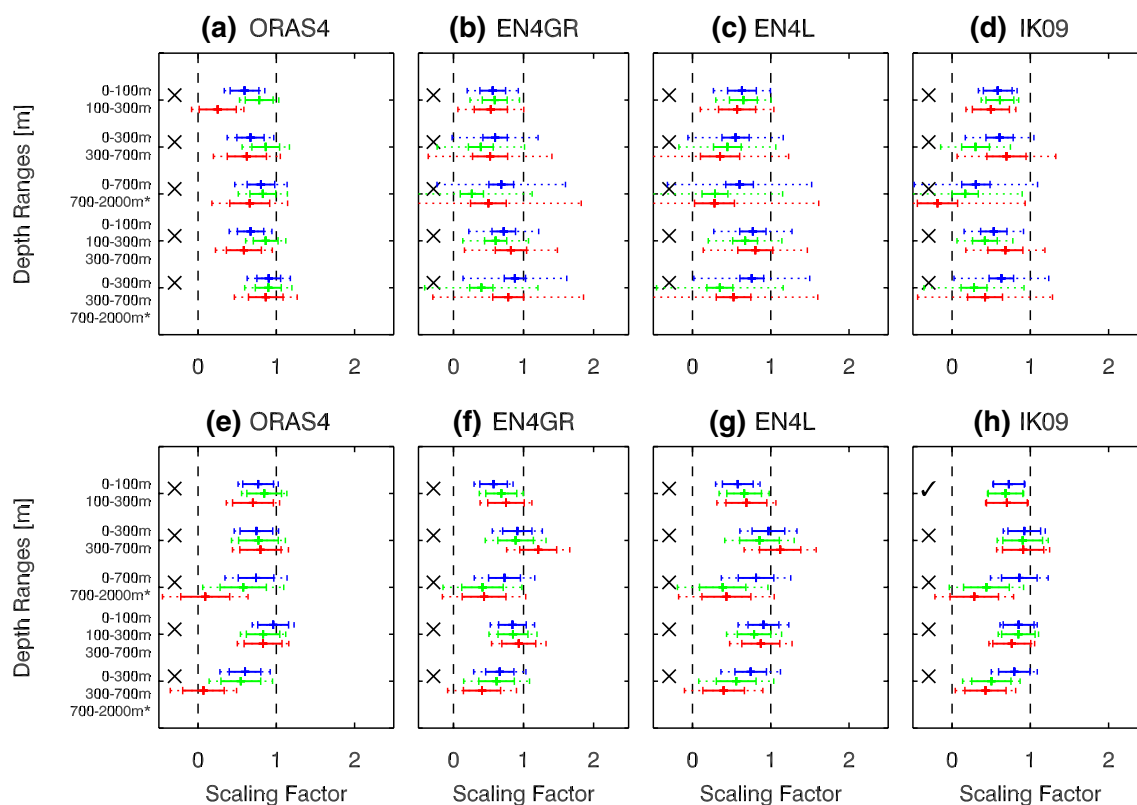 (a) ORAS4
(b) EN4GR
(c) EN4L
(d) IK09
Depth Ranges [m]
0-100m
100-300m
0-300m
300-700m
0-700m
700-2000m*
0-100m
100-300m
300-700m
0-300m
300-700m
700-2000m*
0 1 2
0 1 2
0 1 2
0 1 2
(e) ORAS4
(f) EN4GR
(g) EN4L
(h) IK09
Depth Ranges [m]
0-100m
100-300m
0-300m
300-700m
0-700m
700-2000m*
0-100m
100-300m
300-700m
0-300m
300-700m
700-2000m*
0 1 2
0 1 2
0 1 2
0 1 2
Scaling Factor
Scaling Factor
Scaling Factor
Scaling Factor